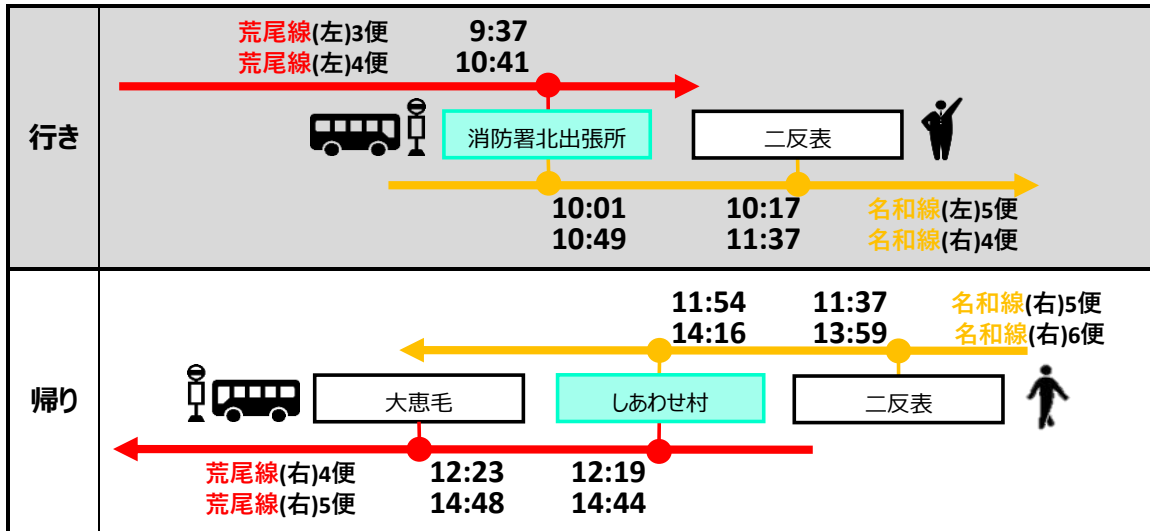 荒尾線(左)3便 9:37
荒尾線(左)4便 10:41
行き
消防署北出張所 二反表
10:01 10:17 名和線(左)5便
10:49 11:37 名和線(右)4便
11:54 11:37 名和線(右)5便
14:16 13:59 名和線(右)6便
帰り
大恵毛 しあわせ村 二反表
荒尾線(右)4便 12:23 12:19
荒尾線(右)5便 14:48 14:44